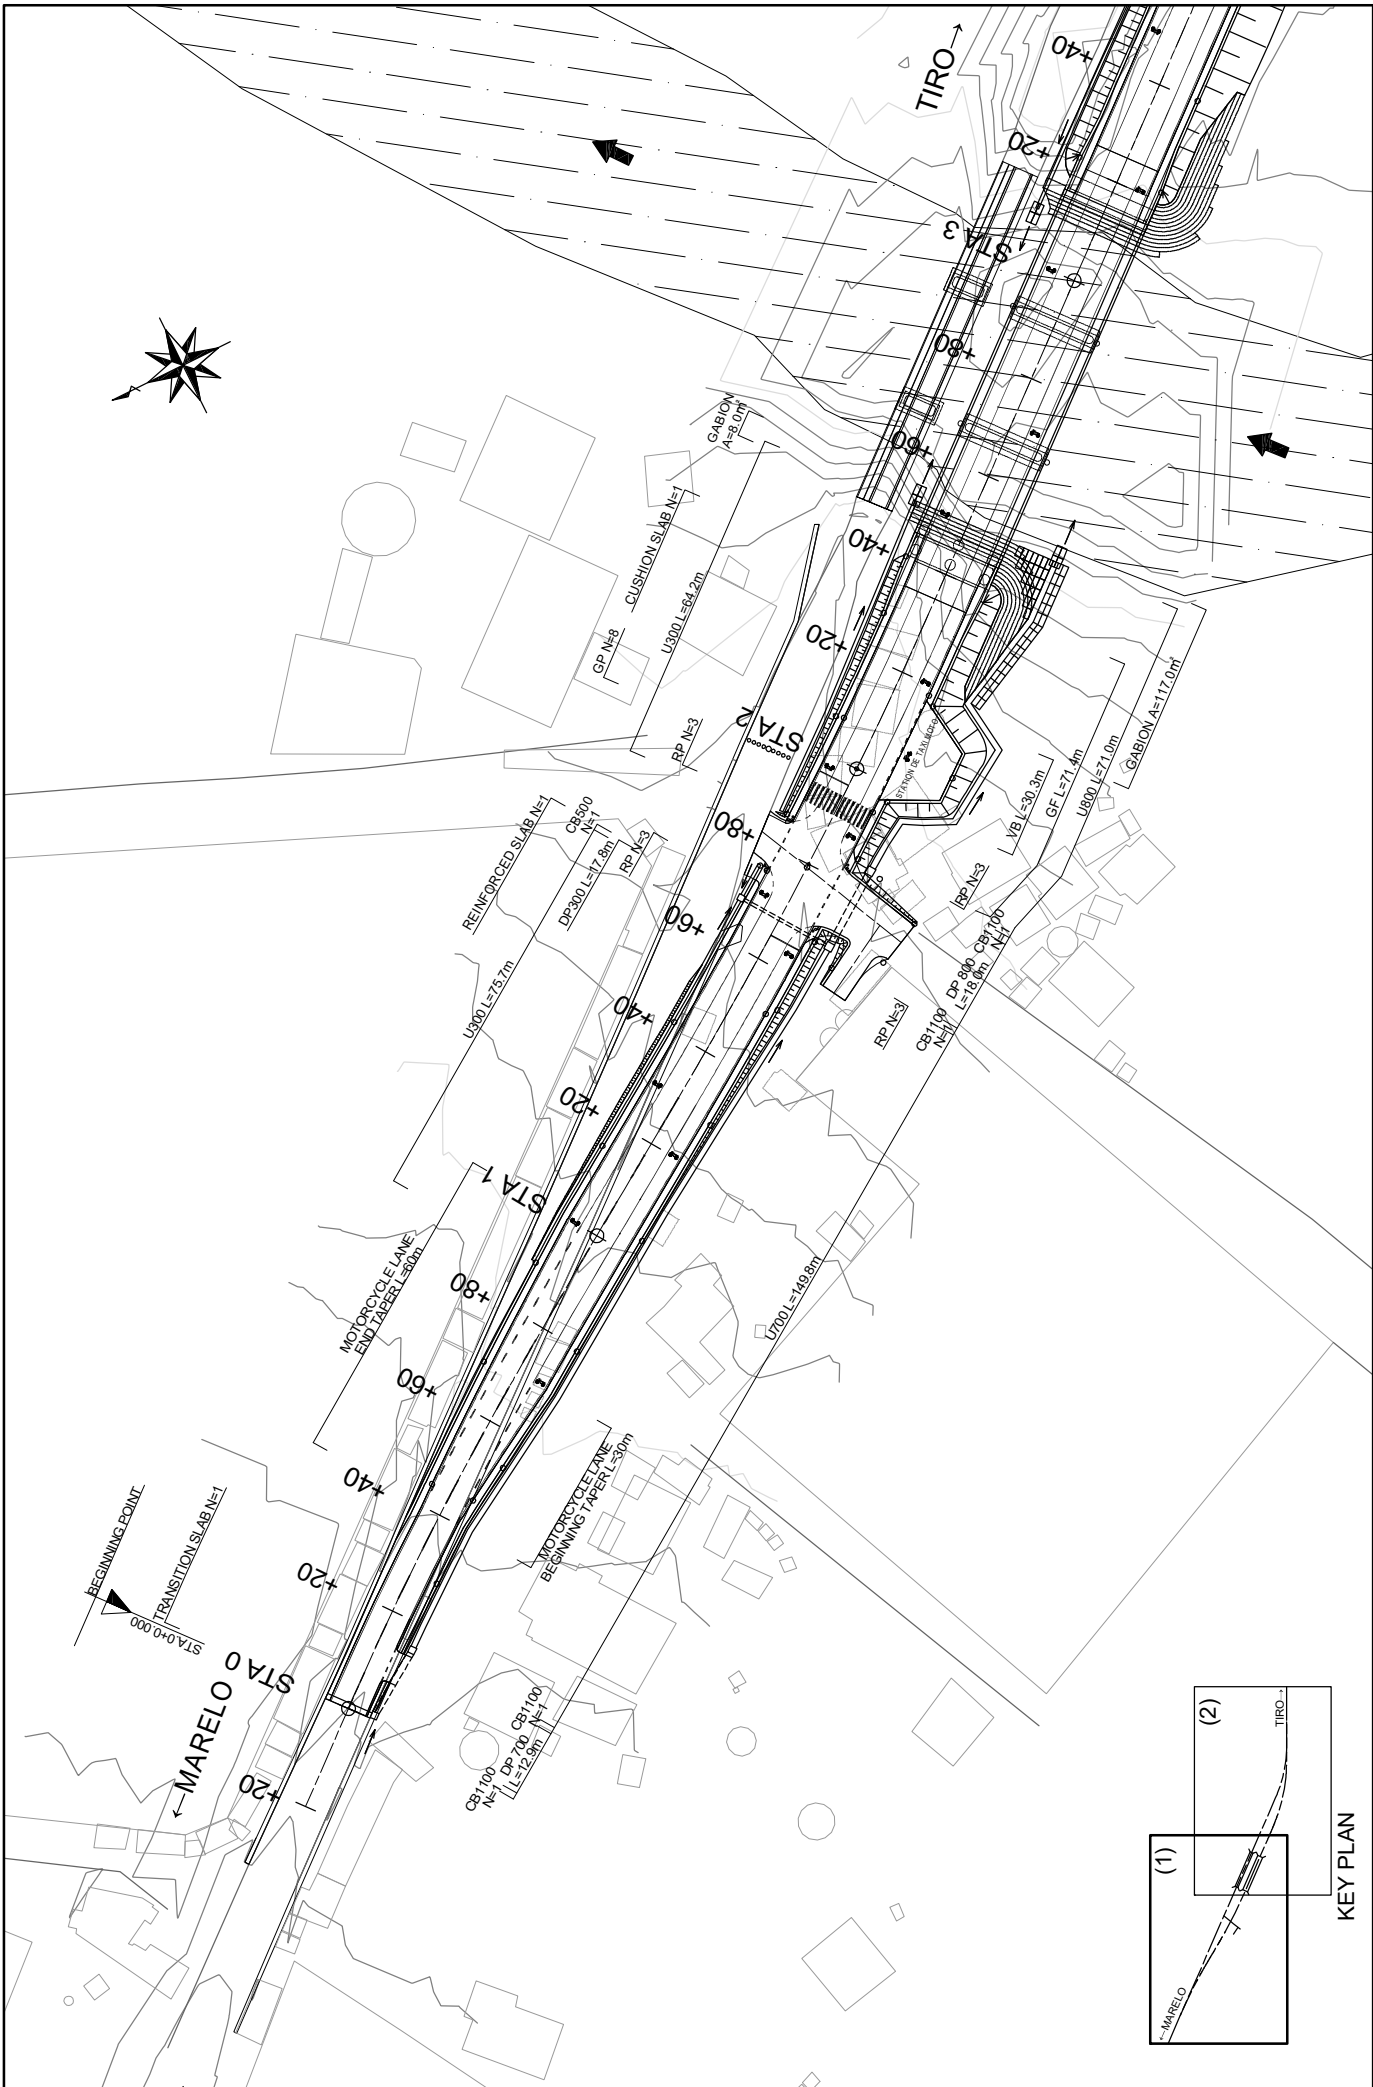 TIRO→
+40
+20
STA 3
+80
+60
+40
+20
STA 2
+80
+60
+40
+20
STA 1
+80
+60
+40
+20
STA 0
+20
←MARELO
GABION
A=8.0m²
CUSHION SLAB N=1
U300 L=64.2m
GP N=8
RP N=3
REINFORCED SLAB N=1
CB500
N=1
DP300 L=17.8m
RP N=3
U300 L=75.7m
MOTORCYCLE LANE
END TAPER L=60m
BEGINNING POINT
STA.0+0.000
TRANSITION SLAB N=1
STATION DE TAXI MOTO
VB L=30.3m
GF L=71.4m
U800 L=71.0m
GABION A=117.0m²
RP N=3
RP N=3
CB1100
N=1
DP 800
L=18.0m
CB1100
N=1
U700 L=149.8m
MOTORCYCLE LANE
BEGINNING TAPER L=30m
CB1100
N=1
DP 700
L=12.9m
CB1100
N=1
(1)
(2)
←MARELO
TIRO→
KEY PLAN